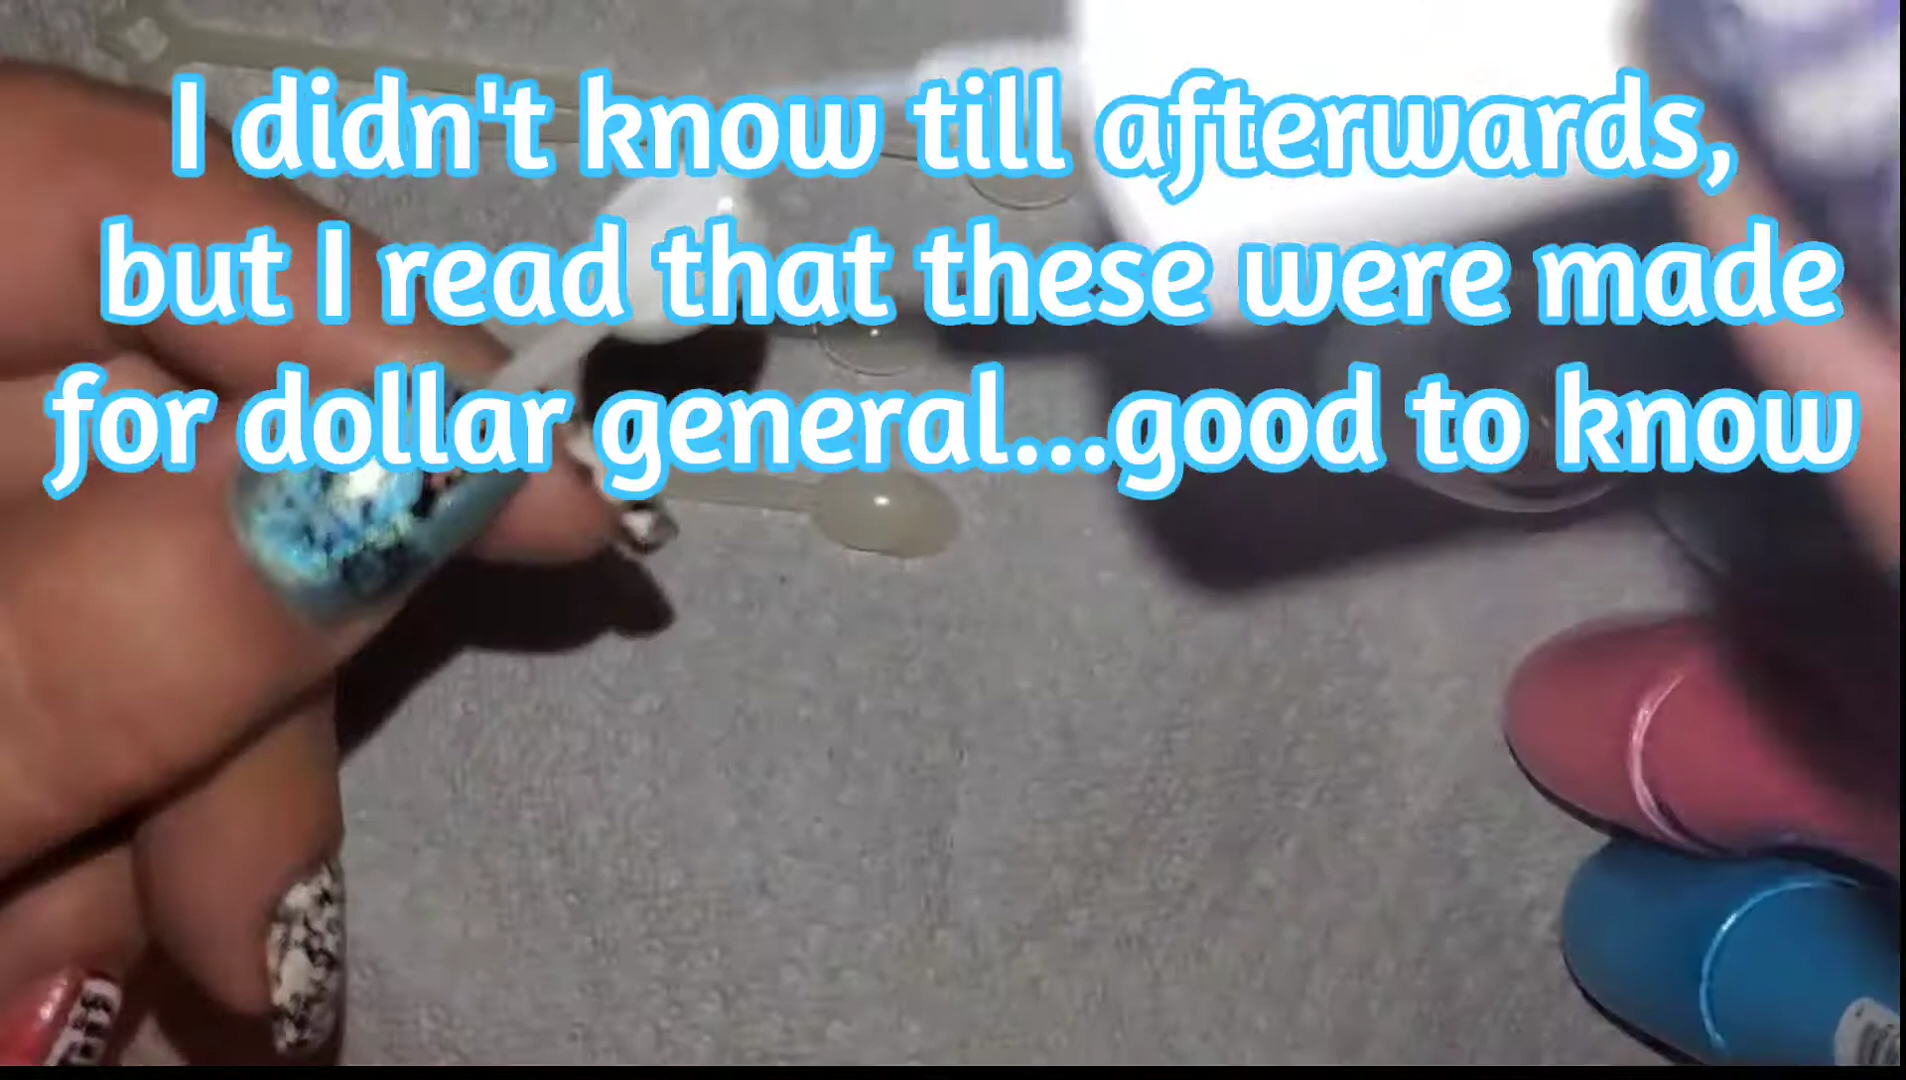 I didn't know till afterwards,
but I read that these were made
for dollar general...good to know